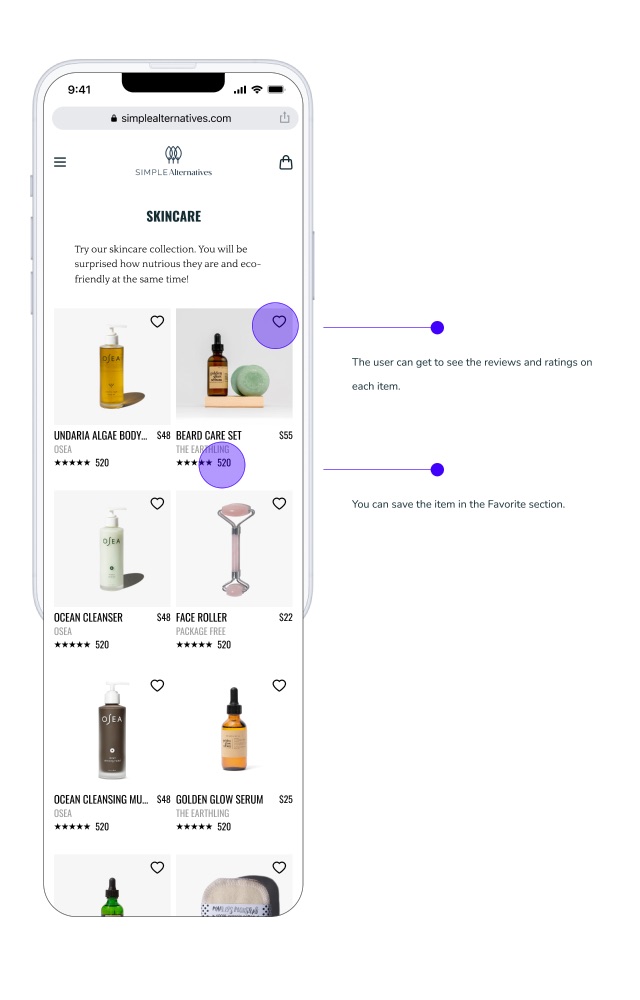 9:41
simplealternatives.com
SIMPLE Alternatives
SKINCARE
Try our skincare collection. You will be
surprised how nutrious they are and eco-
friendly at the same time!
OSEA
UNDARIA ALGAE BODY... $48
OSEA
★★★★★ 520
BEARD CARE SET $55
THE EARTHLING
★★★★★ 520
The user can get to see the reviews and ratings on
each item.
You can save the item in the Favorite section.
OSEA
OCEAN CLEANSER $48
OSEA
★★★★★ 520
FACE ROLLER $22
PACKAGE FREE
★★★★★ 520
OSEA
OCEAN CLEANSING MU... $48
OSEA
★★★★★ 520
GOLDEN GLOW SERUM $25
THE EARTHLING
★★★★★ 520